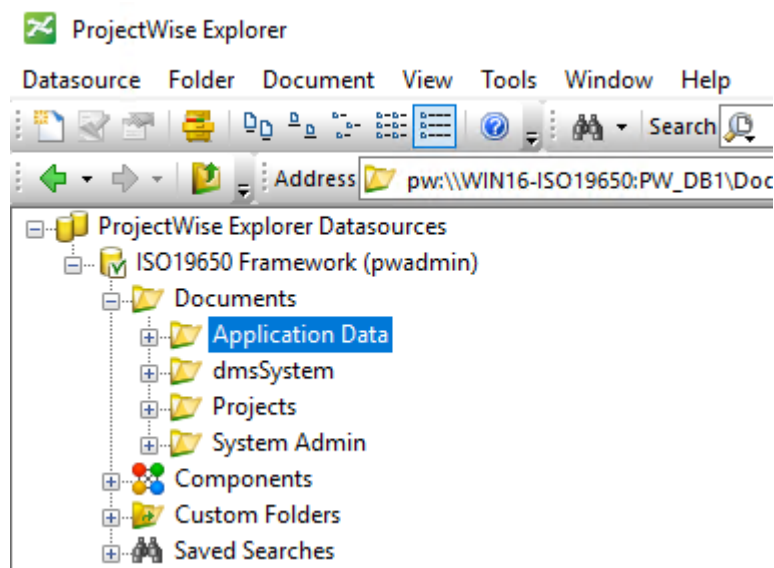 ProjectWise Explorer
Datasource Folder Document View Tools Window Help
Search
Address pw:\\WIN16-ISO19650:PW_DB1\Doc
ProjectWise Explorer Datasources
ISO19650 Framework (pwadmin)
Documents
Application Data
dmsSystem
Projects
System Admin
Components
Custom Folders
Saved Searches